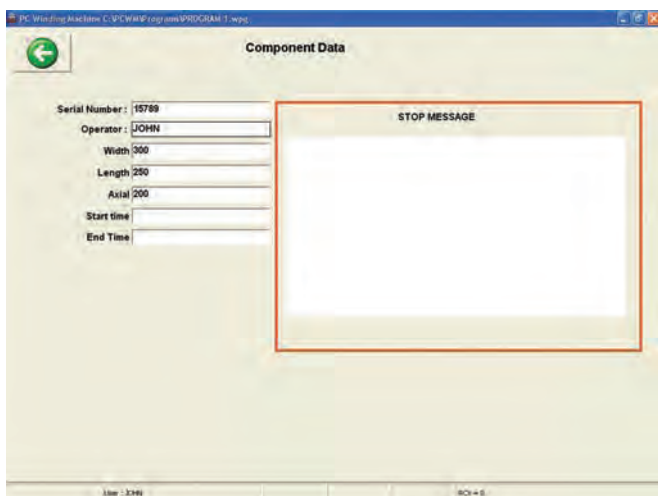 PC Winding Machine C:\PCWM\Programs\PROGRAM 1.wpg
Component Data
Serial Number : 15789
Operator : JOHN
Width 300
Length 250
Axial 200
Start time
End Time
STOP MESSAGE
User : JOHN